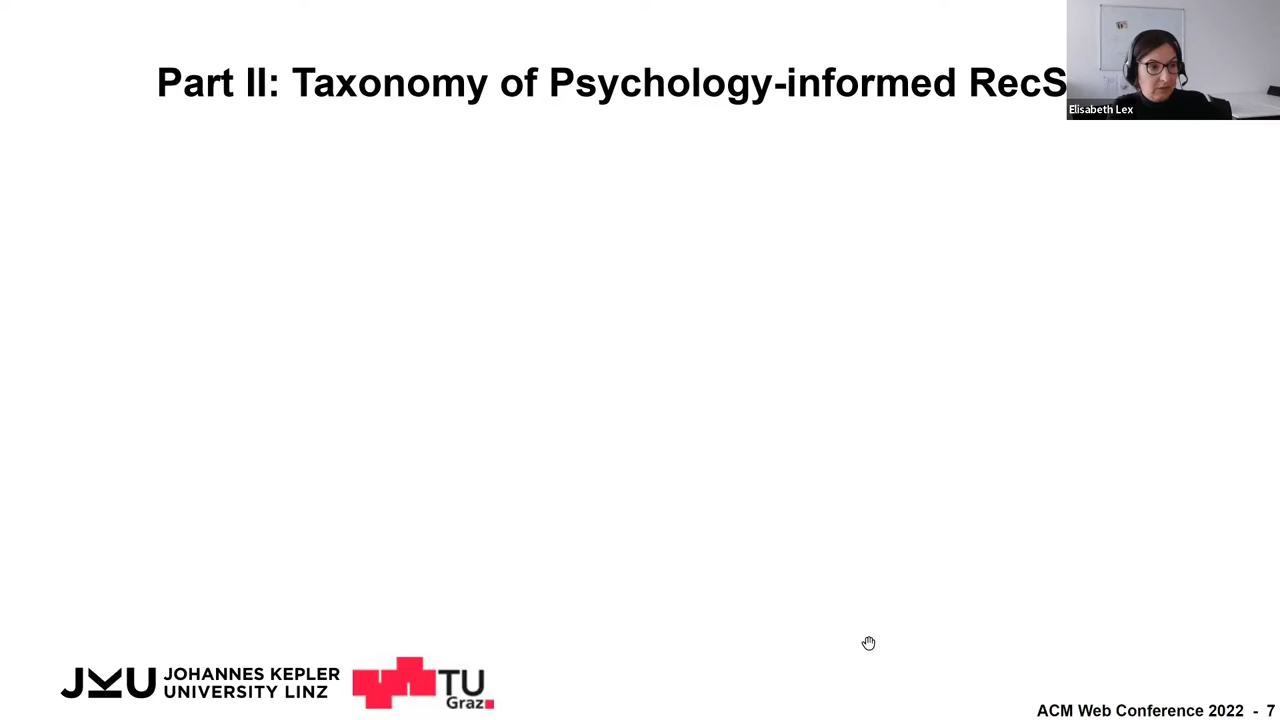 Part II: Taxonomy of Psychology-informed RecS
Elisabeth Lex
JKU JOHANNES KEPLER
UNIVERSITY LINZ
TU
Graz
ACM Web Conference 2022 - 7